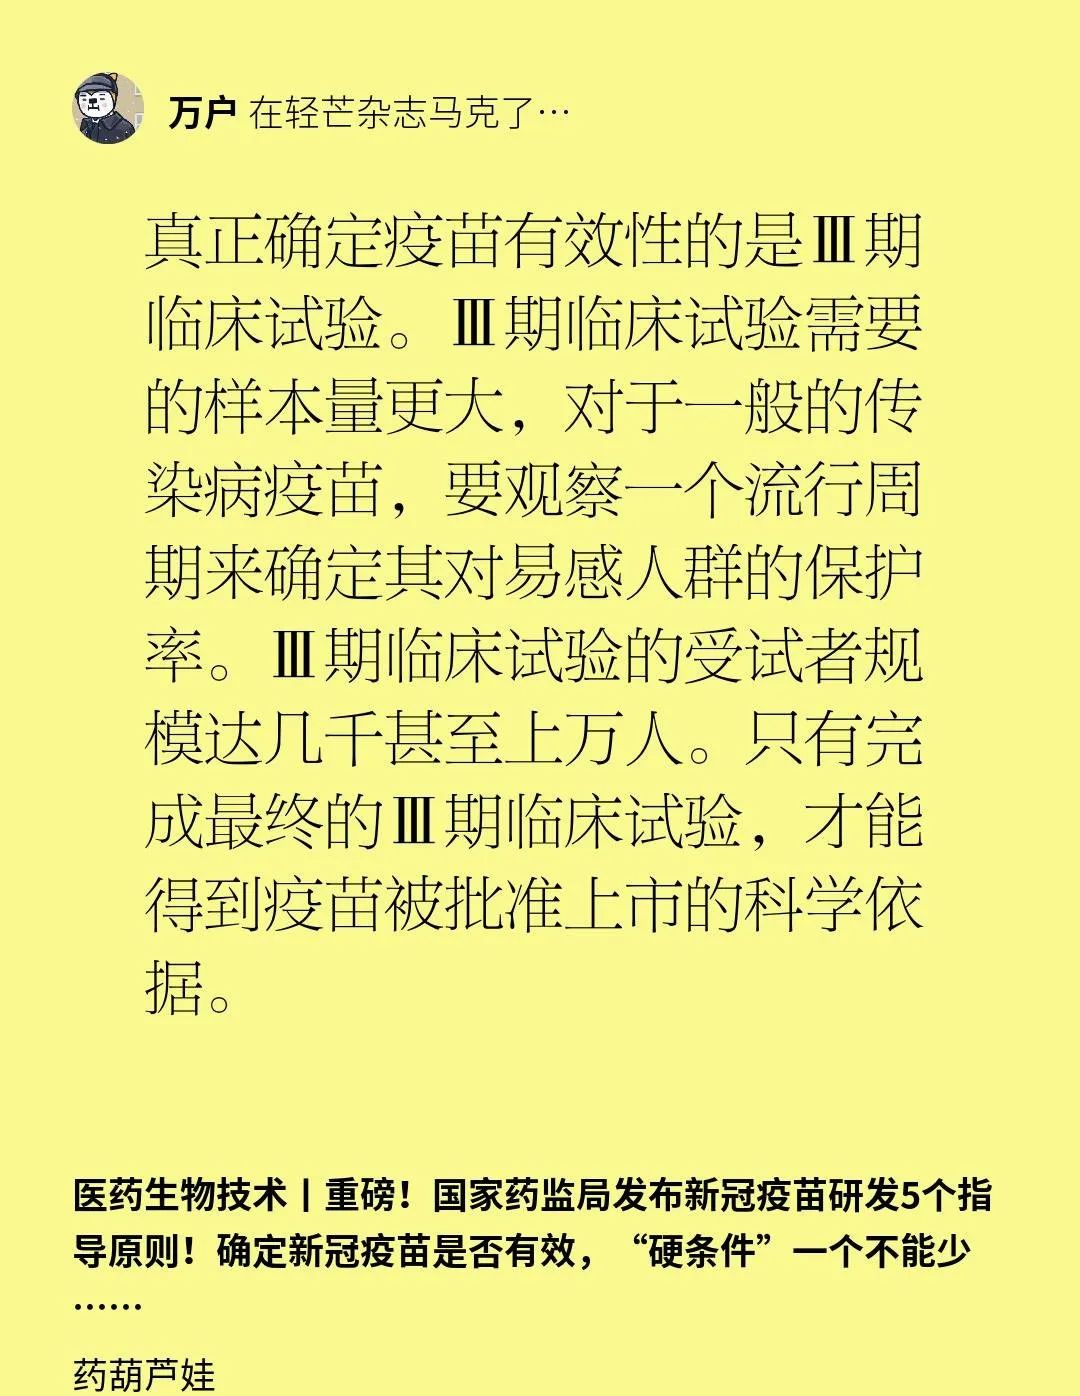 万户 在轻芒杂志马克了…
真正确定疫苗有效性的是Ⅲ期
临床试验。Ⅲ期临床试验需要
的样本量更大，对于一般的传
染病疫苗，要观察一个流行周
期来确定其对易感人群的保护
率。Ⅲ期临床试验的受试者规
模达几千甚至上万人。只有完
成最终的Ⅲ期临床试验，才能
得到疫苗被批准上市的科学依
据。
医药生物技术丨重磅！国家药监局发布新冠疫苗研发5个指
导原则！确定新冠疫苗是否有效，“硬条件”一个不能少
……
药葫芦娃